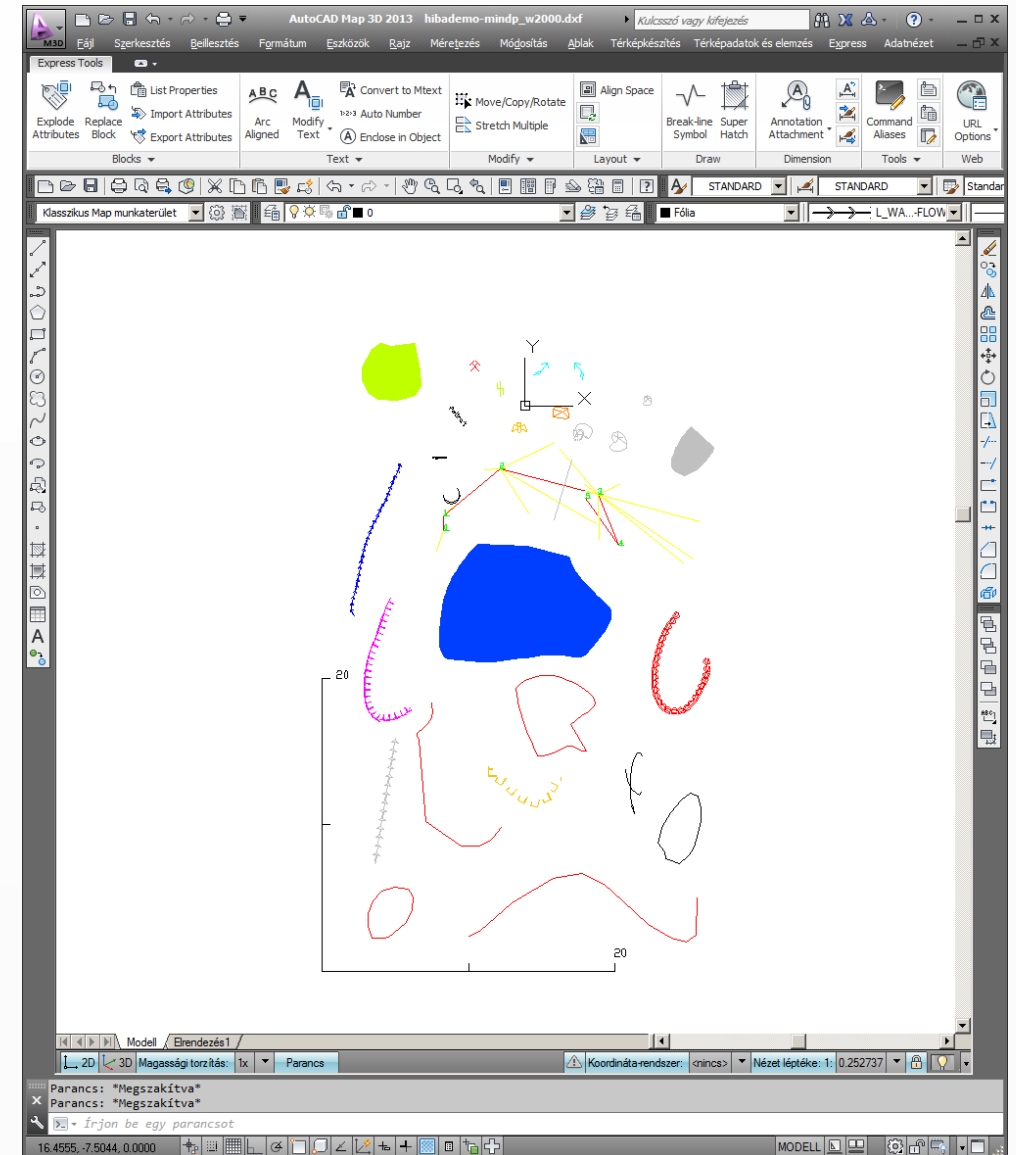 AutoCAD Map 3D 2013 hibademo-mindp_w2000.dxf
Kulcsszó vagy kifejezés
M3D Fájl Szerkesztés Beillesztés Formátum Eszközök Rajz Méretezés Módosítás Ablak Térképkészítés Térképadatok és elemzés Express Adatnézet
Express Tools
Explode Attributes
Replace Block
List Properties
Import Attributes
Export Attributes
Arc Aligned
Modify Text
Convert to Mtext
Auto Number
Enclose in Object
Move/Copy/Rotate
Stretch Multiple
Align Space
Break-line Symbol
Super Hatch
Annotation Attachment
Command Aliases
URL Options
Blocks Text Modify Layout Draw Dimension Tools Web
STANDARD STANDARD Standar
Klasszikus Map munkaterület 0 Fólia L_WA...-FLOW
Y
X
2
5
3
1
4
20
20
Modell Elrendezés1
2D 3D Magassági torzítás: 1x Parancs Koordináta-rendszer: <nincs> Nézet léptéke: 1: 0.252737
Parancs: *Megszakítva*
Parancs: *Megszakítva*
Írjon be egy parancsot
16.4555, -7.5044, 0.0000 MODELL